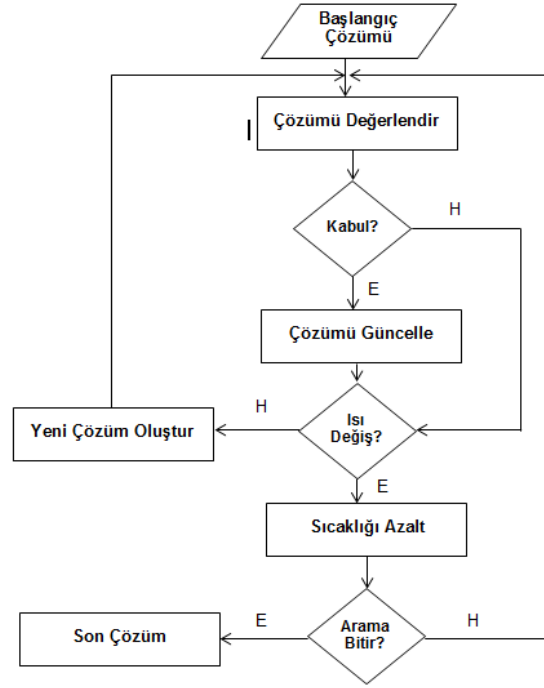 Başlangıç
Çözümü
Çözümü Değerlendir
Kabul?
H
E
Çözümü Güncelle
H
Isı
Değiş?
Yeni Çözüm Oluştur
E
Sıcaklığı Azalt
E
Arama
Bitir?
H
Son Çözüm